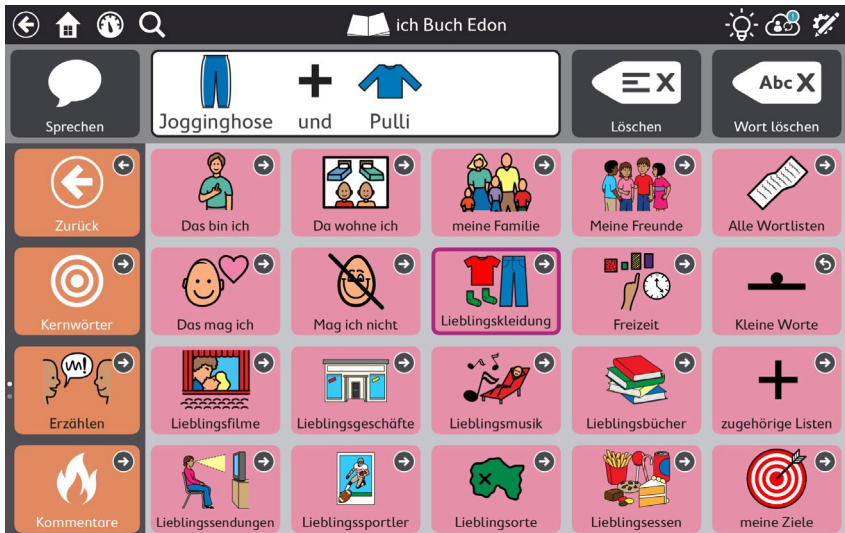 ich Buch Edon
Sprechen
Jogginghose und Pulli
Löschen
Abc X
Wort löschen
Zurück
Das bin ich
Da wohne ich
meine Familie
Meine Freunde
Alle Wortlisten
Kernwörter
Das mag ich
Mag ich nicht
Lieblingskleidung
Freizeit
Kleine Worte
m!
Erzählen
Lieblingsfilme
Lieblingsgeschäfte
Lieblingsmusik
Lieblingsbücher
zugehörige Listen
Kommentare
Lieblingssendungen
Lieblingssportler
Lieblingsorte
Lieblingsessen
meine Ziele